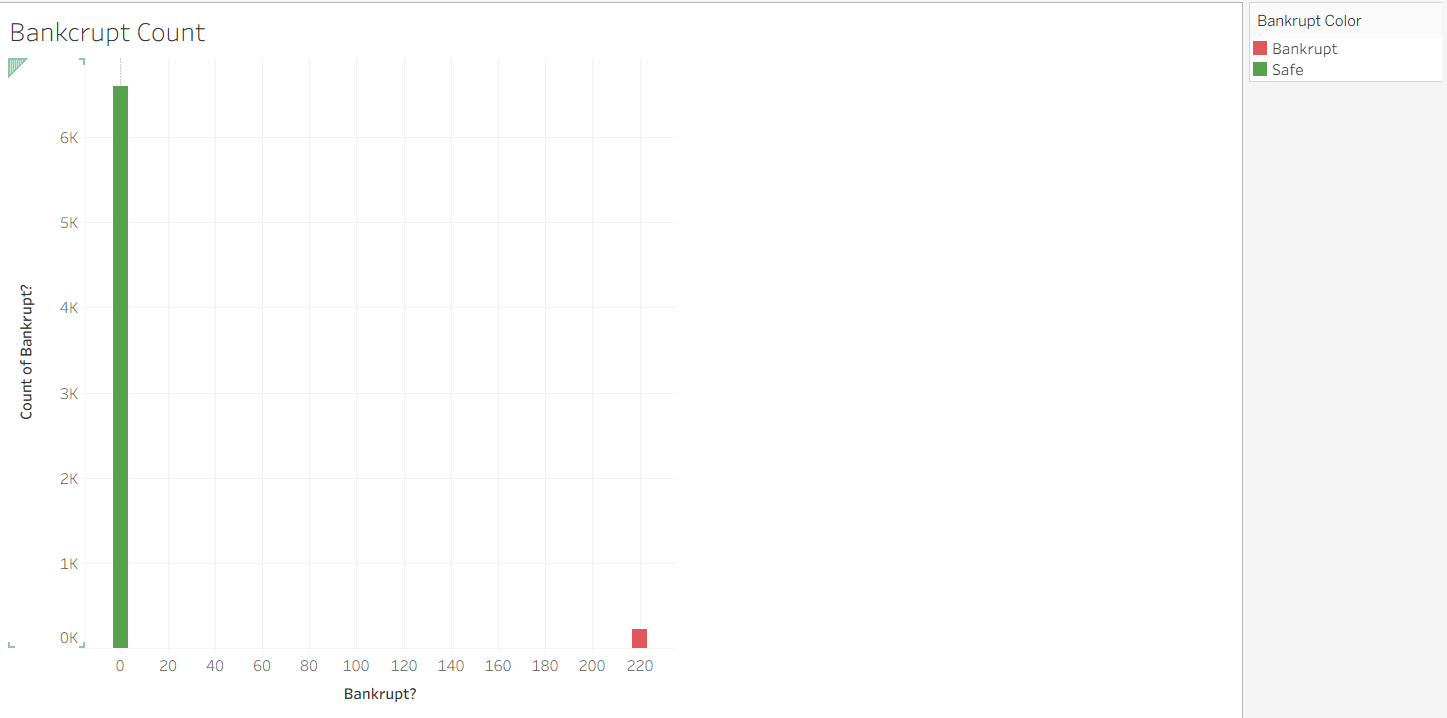 Bankcrupt Count
Bankrupt Color
Bankrupt
Safe
6K
5K
4K
3K
2K
1K
0K
Count of Bankrupt?
0 20 40 60 80 100 120 140 160 180 200 220
Bankrupt?